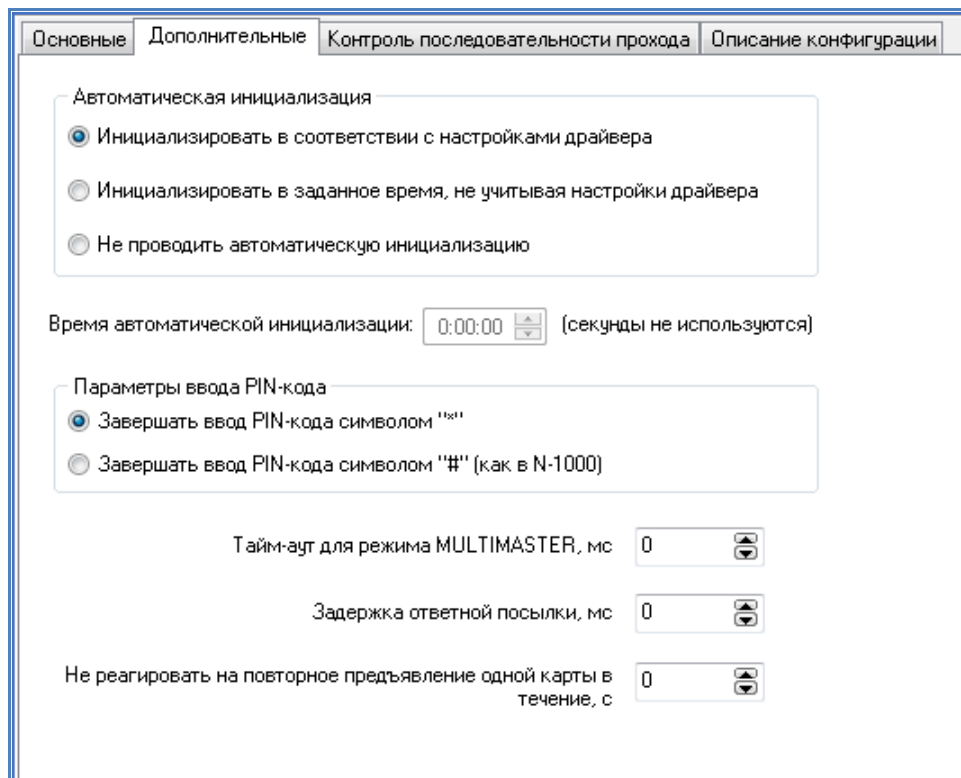 Основные Дополнительные Контроль последовательности прохода Описание конфигурации
Автоматическая инициализация
Инициализировать в соответствии с настройками драйвера
Инициализировать в заданное время, не учитывая настройки драйвера
Не проводить автоматическую инициализацию
Время автоматической инициализации: 0:00:00 (секунды не используются)
Параметры ввода PIN-кода
Завершать ввод PIN-кода символом "*"
Завершать ввод PIN-кода символом "#" (как в N-1000)
Тайм-аут для режима MULTIMASTER, мс 0
Задержка ответной посылки, мс 0
Не реагировать на повторное предъявление одной карты в 0
течение, с